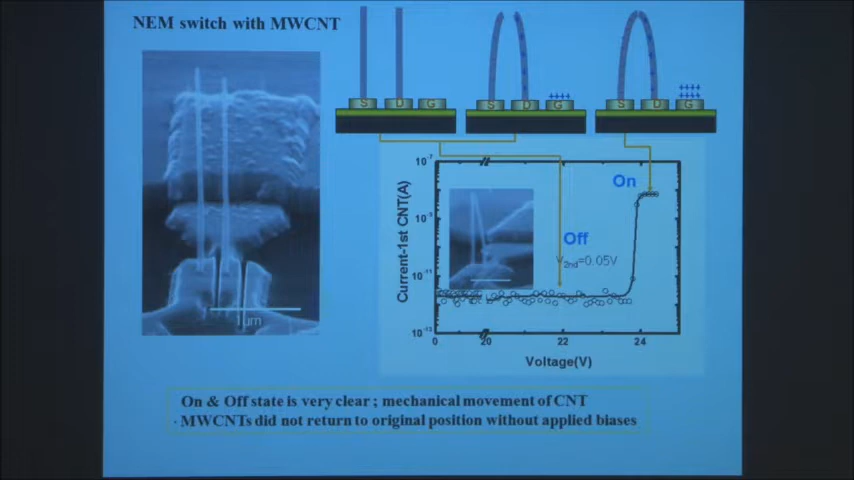 NEM switch with MWCNT
S D G
S D G
S D G
1μm
Current-1st CNT(A)
10-7
10-9
10-11
10-13
On
Off
V2nd=0.05V
0 20 22 24
Voltage(V)
On & Off state is very clear ; mechanical movement of CNT
· MWCNTs did not return to original position without applied biases